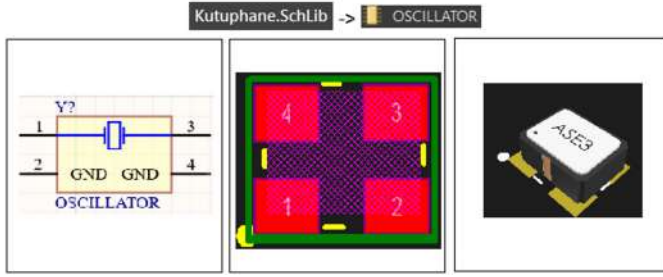 Kutuphane.SchLib -> OSCILLATOR
Y?
1 3
2 GND GND 4
OSCILLATOR
4 3
1 2
ASE3